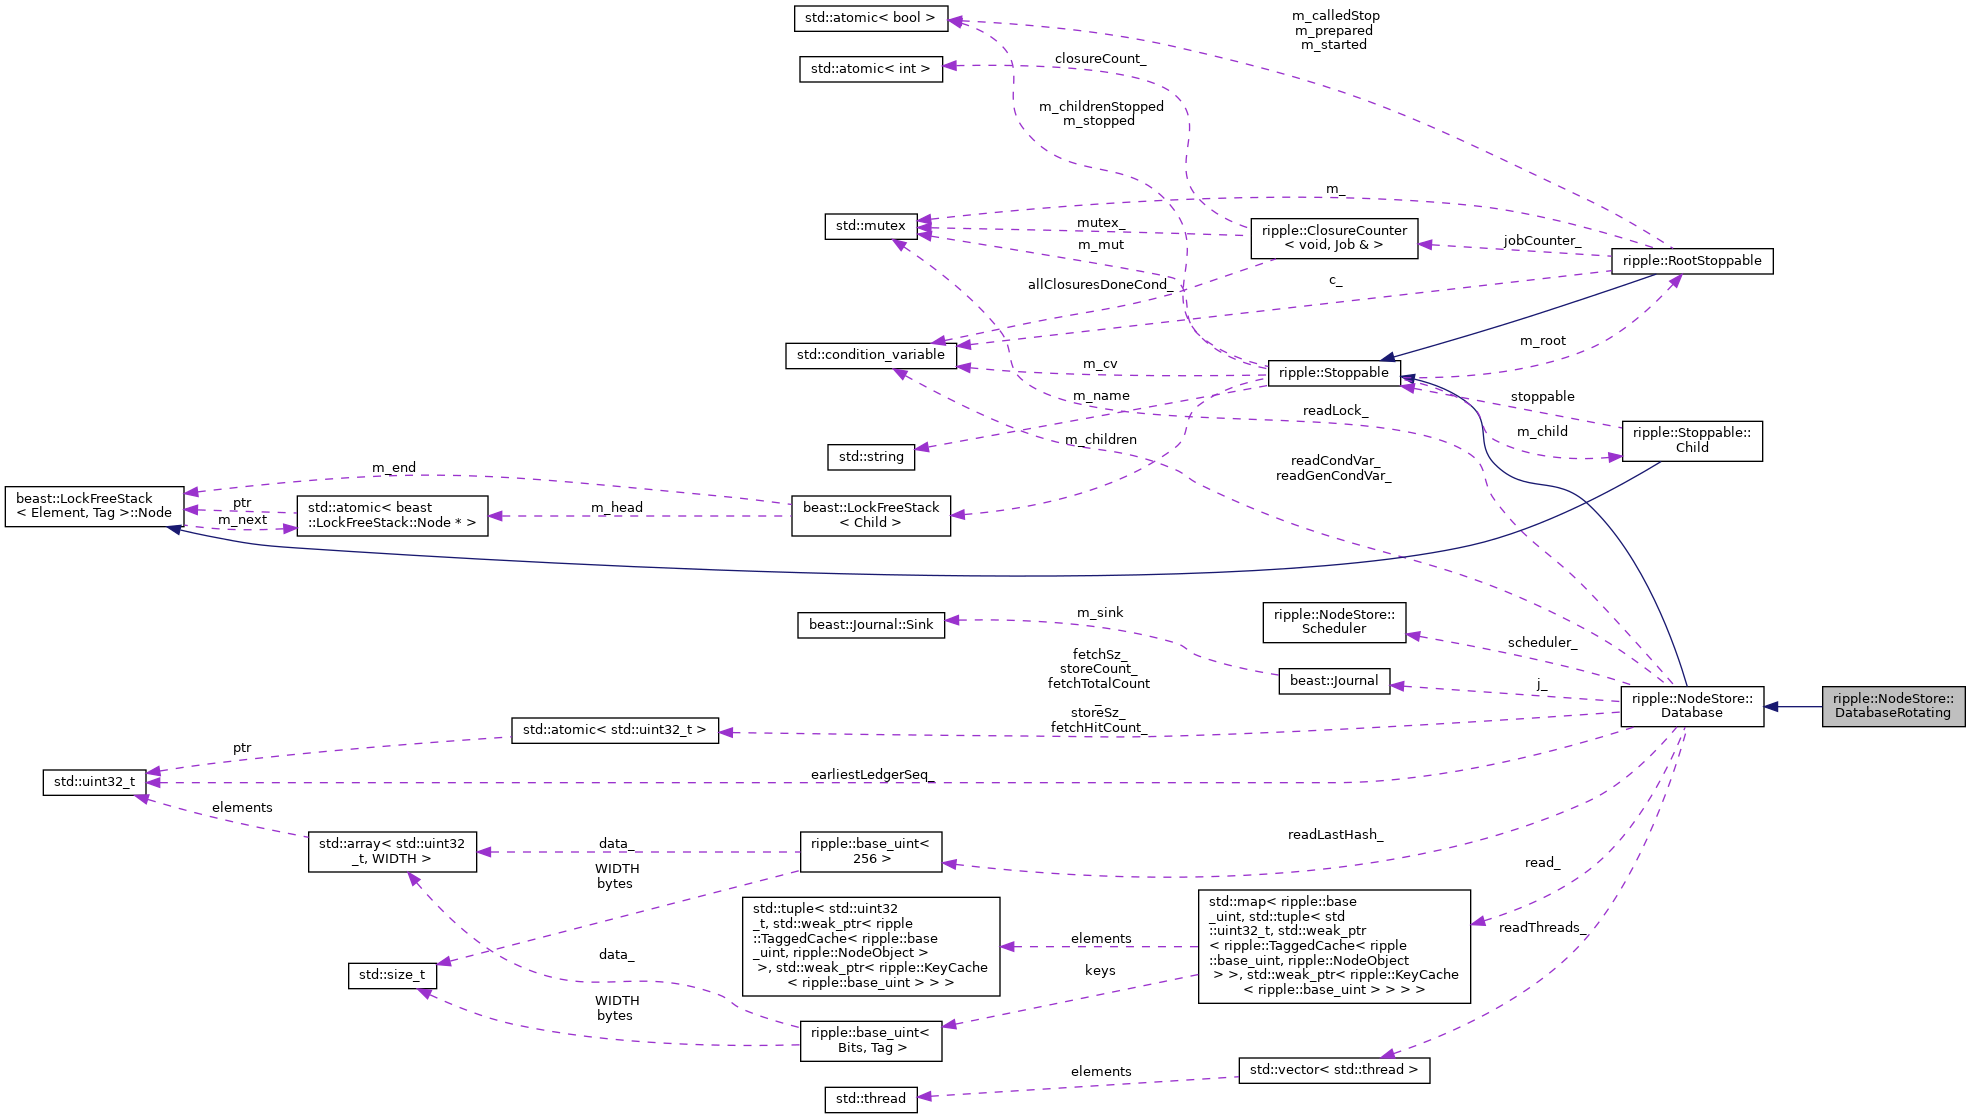 std::atomic< bool >
m_calledStop
m_prepared
m_started
std::atomic< int >
closureCount_
m_childrenStopped
m_stopped
m_
std::mutex
mutex_
m_mut
ripple::ClosureCounter
< void, Job & >
jobCounter_
ripple::RootStoppable
allClosuresDoneCond_
c_
std::condition_variable
m_cv
ripple::Stoppable
m_root
m_name
stoppable
readLock_
m_child
ripple::Stoppable::
Child
std::string
m_children
readCondVar_
readGenCondVar_
m_end
beast::LockFreeStack
< Element, Tag >::Node
ptr
m_next
std::atomic< beast
::LockFreeStack::Node * >
m_head
beast::LockFreeStack
< Child >
beast::Journal::Sink
m_sink
ripple::NodeStore::
Scheduler
scheduler_
beast::Journal
j_
ripple::NodeStore::
Database
ripple::NodeStore::
DatabaseRotating
fetchSz_
storeCount_
fetchTotalCount
_
storeSz_
fetchHitCount_
std::atomic< std::uint32_t >
ptr
std::uint32_t
earliestLedgerSeq_
elements
std::array< std::uint32
_t, WIDTH >
data_
ripple::base_uint<
256 >
readLastHash_
WIDTH
bytes
read_
std::tuple< std::uint32
_t, std::weak_ptr< ripple
::TaggedCache< ripple::base
_uint, ripple::NodeObject >
>, std::weak_ptr< ripple::KeyCache
< ripple::base_uint > > >
elements
std::map< ripple::base
_uint, std::tuple< std
::uint32_t, std::weak_ptr
< ripple::TaggedCache< ripple
::base_uint, ripple::NodeObject
> >, std::weak_ptr< ripple::KeyCache
< ripple::base_uint > > > >
readThreads_
data_
keys
std::size_t
WIDTH
bytes
ripple::base_uint<
Bits, Tag >
std::thread
elements
std::vector< std::thread >